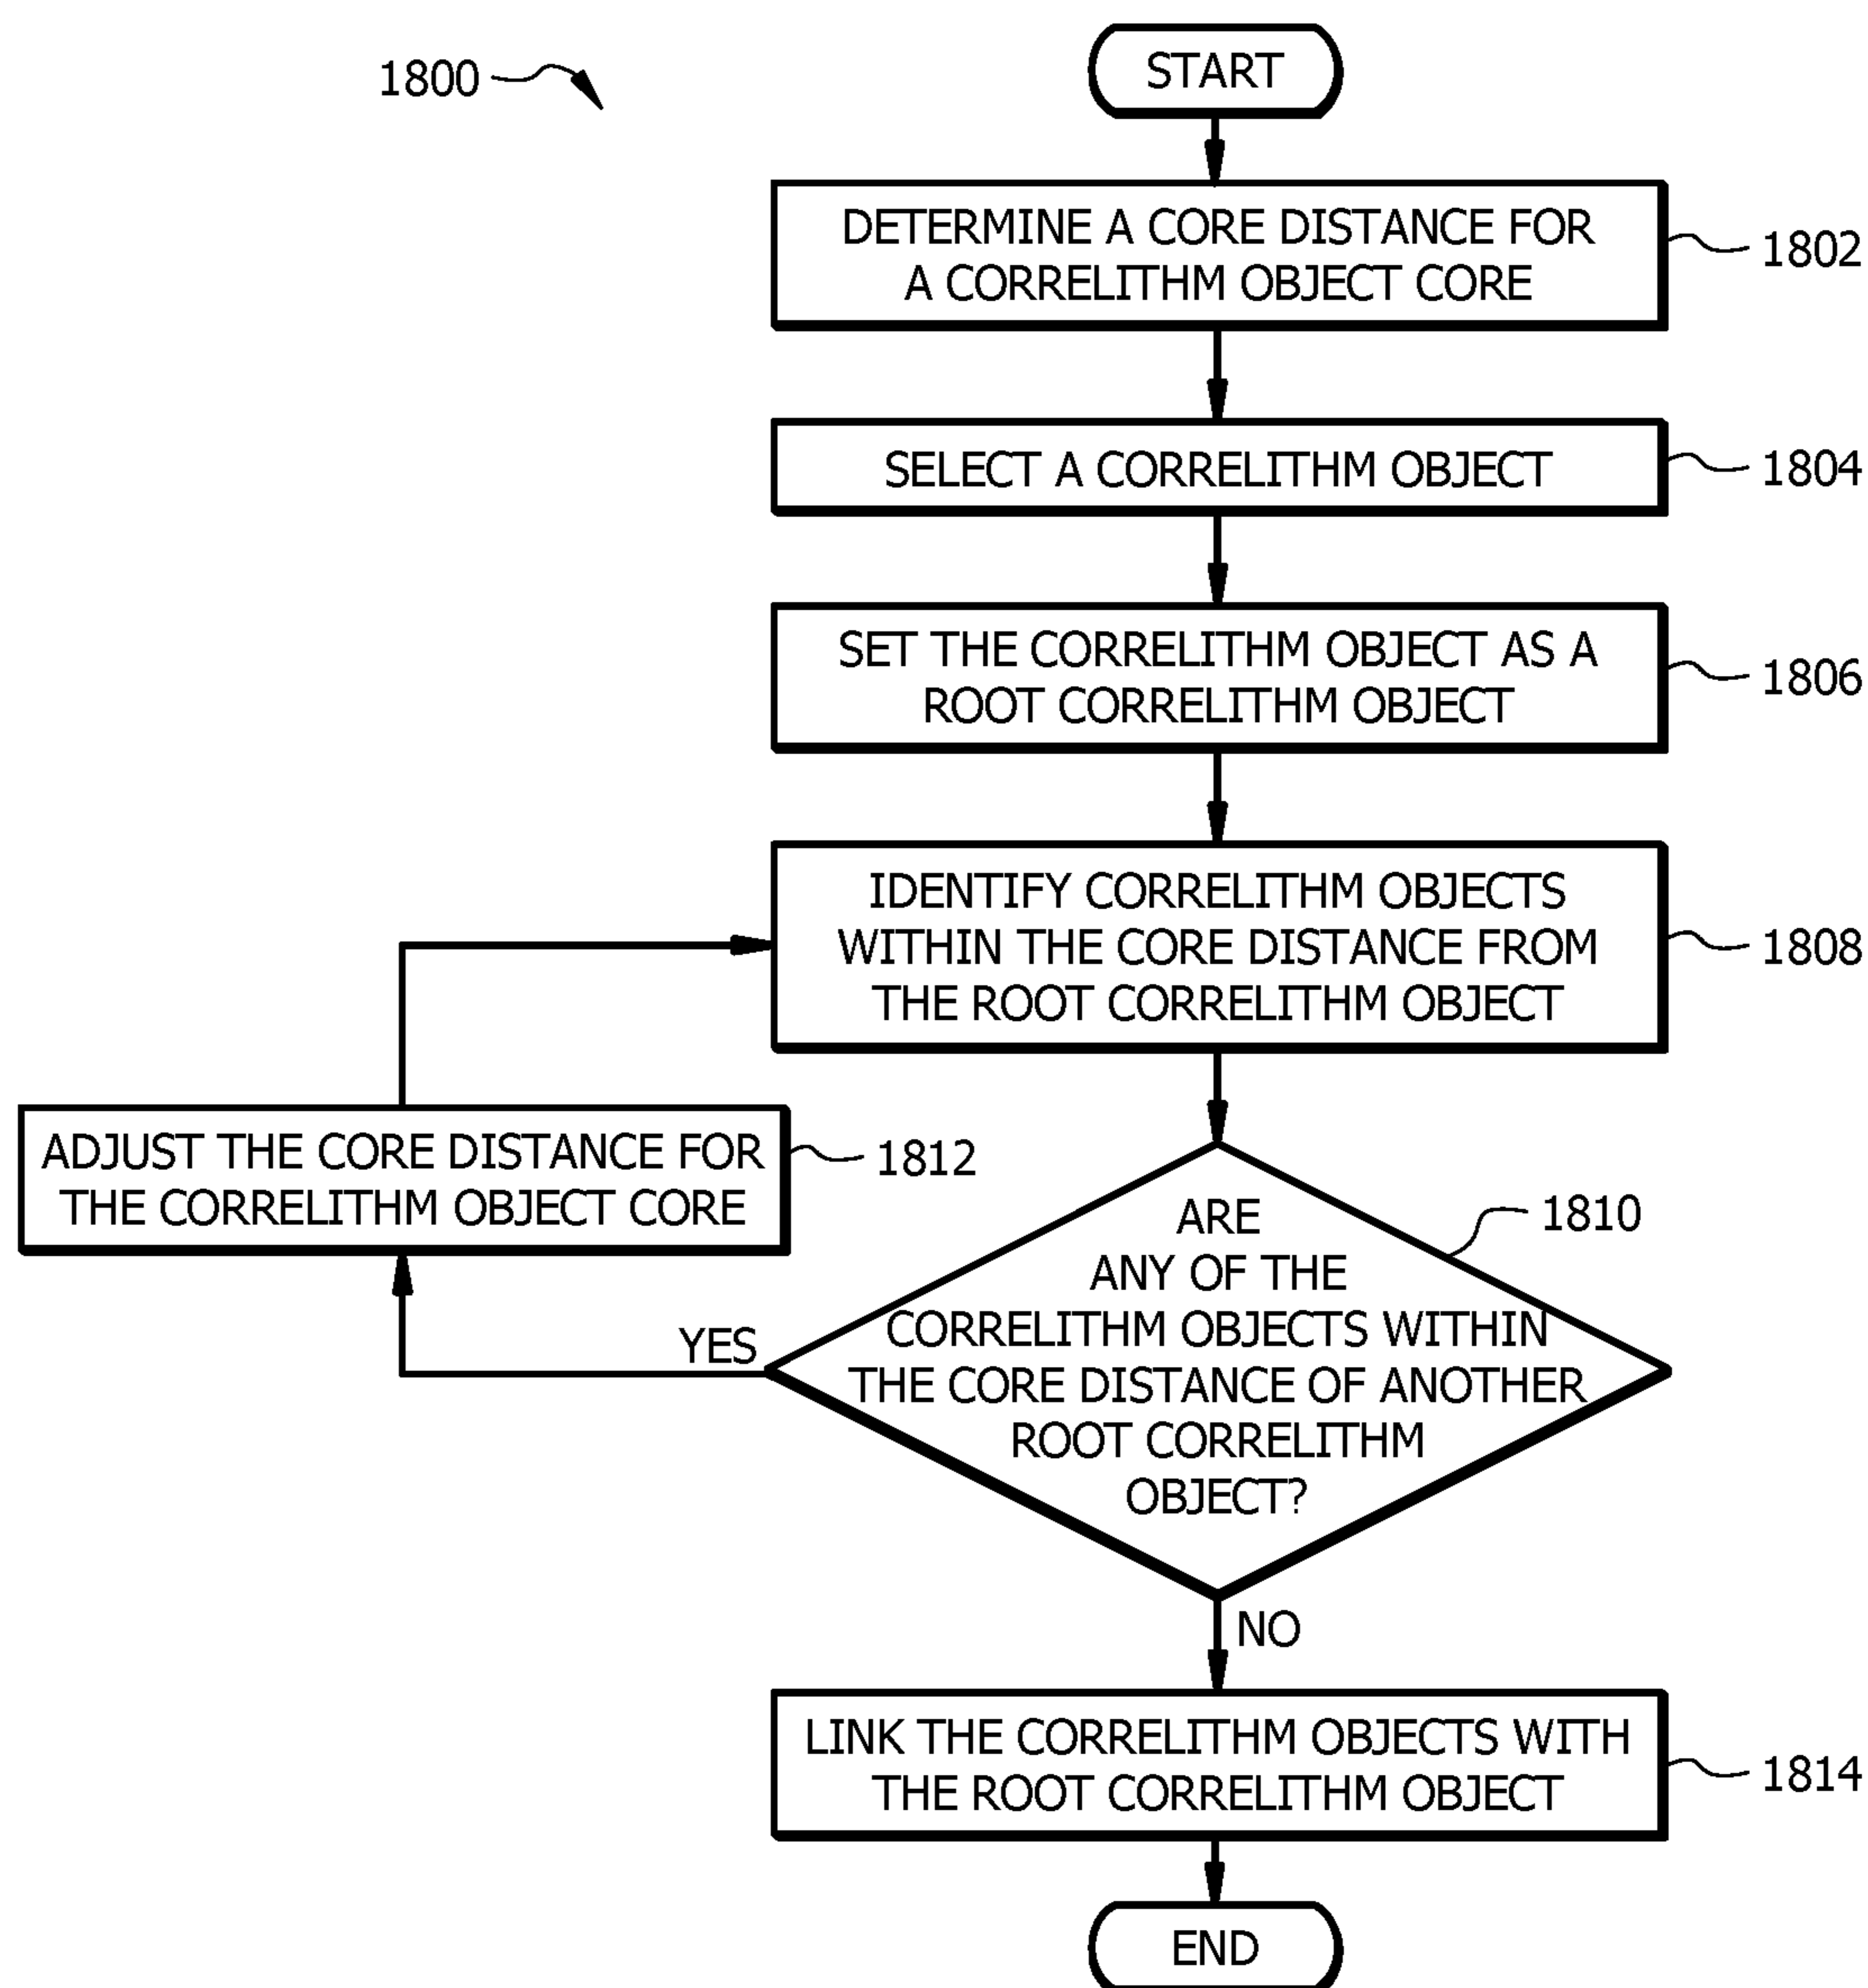 1800
START
DETERMINE A CORE DISTANCE FOR
A CORRELITHM OBJECT CORE
1802
SELECT A CORRELITHM OBJECT
1804
SET THE CORRELITHM OBJECT AS A
ROOT CORRELITHM OBJECT
1806
IDENTIFY CORRELITHM OBJECTS
WITHIN THE CORE DISTANCE FROM
THE ROOT CORRELITHM OBJECT
1808
ADJUST THE CORE DISTANCE FOR
THE CORRELITHM OBJECT CORE
1812
ARE
ANY OF THE
CORRELITHM OBJECTS WITHIN
THE CORE DISTANCE OF ANOTHER
ROOT CORRELITHM
OBJECT?
1810
YES
NO
LINK THE CORRELITHM OBJECTS WITH
THE ROOT CORRELITHM OBJECT
1814
END